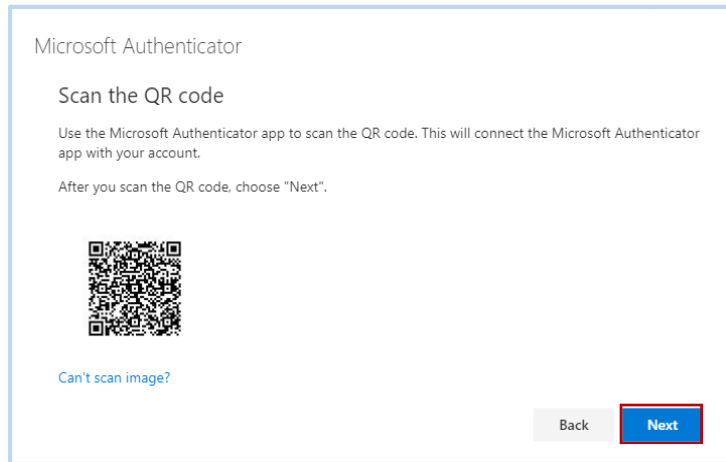 Microsoft Authenticator
Scan the QR code
Use the Microsoft Authenticator app to scan the QR code. This will connect the Microsoft Authenticator
app with your account.
After you scan the QR code, choose "Next".
Can't scan image?
Back
Next